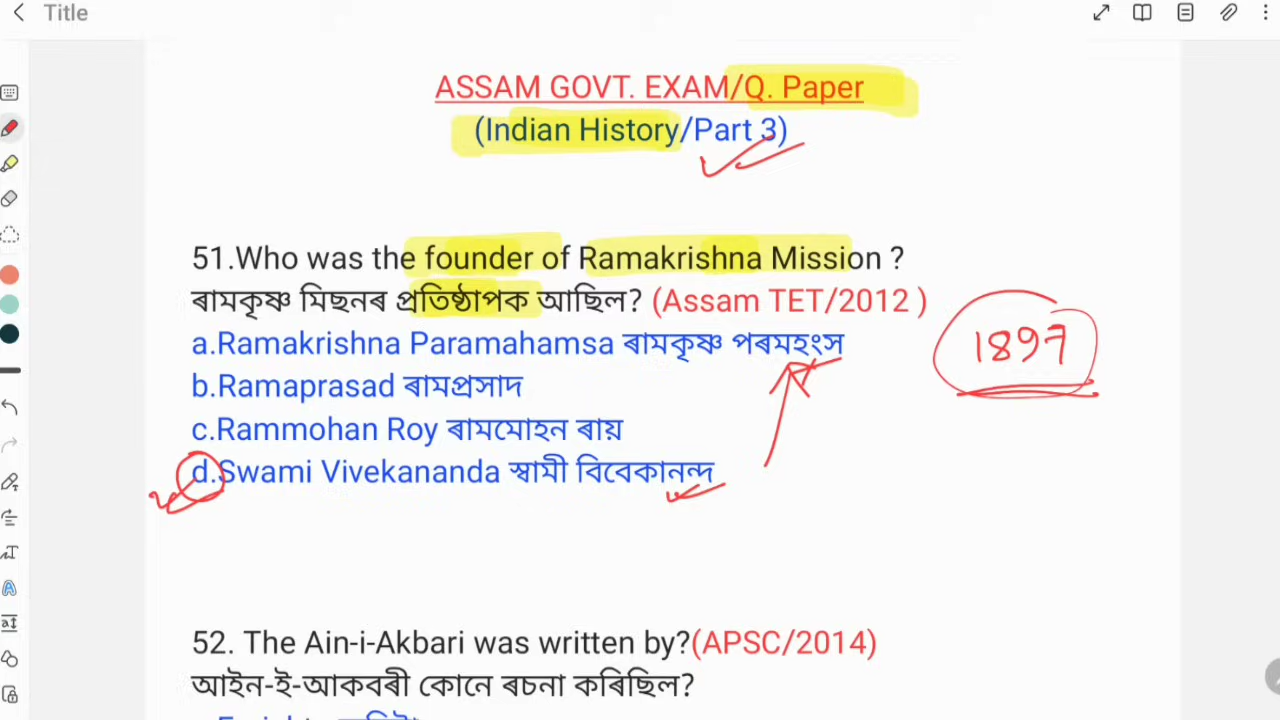 Title
ASSAM GOVT. EXAM/Q. Paper
(Indian History/Part 3)
51.Who was the founder of Ramakrishna Mission ?
ৰামকৃষ্ণ মিছনৰ প্ৰতিষ্ঠাপক আছিল? (Assam TET/2012 )
a.Ramakrishna Paramahamsa ৰামকৃষ্ণ পৰমহংস
1897
b.Ramaprasad ৰামপ্ৰসাদ
c.Rammohan Roy ৰামমোহন ৰায়
d.Swami Vivekananda স্বামী বিবেকানন্দ
52. The Ain-i-Akbari was written by?(APSC/2014)
আইন-ই-আকবৰী কোনে ৰচনা কৰিছিল?